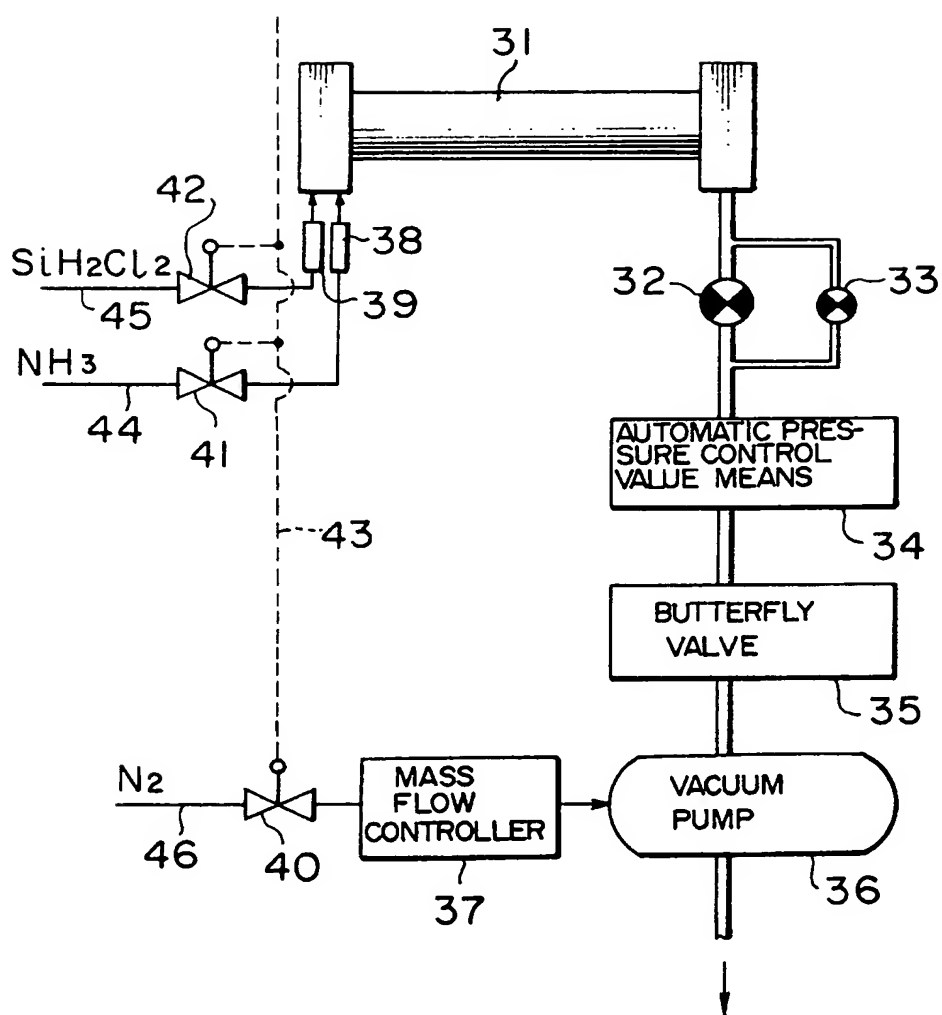 31
42
38
SiH2Cl2
39
45
32
33
NH3
44
41
AUTOMATIC PRES-
SURE CONTROL
VALUE MEANS
34
43
BUTTERFLY
VALVE
35
N2
MASS
FLOW
CONTROLLER
VACUUM
PUMP
46
40
37
36